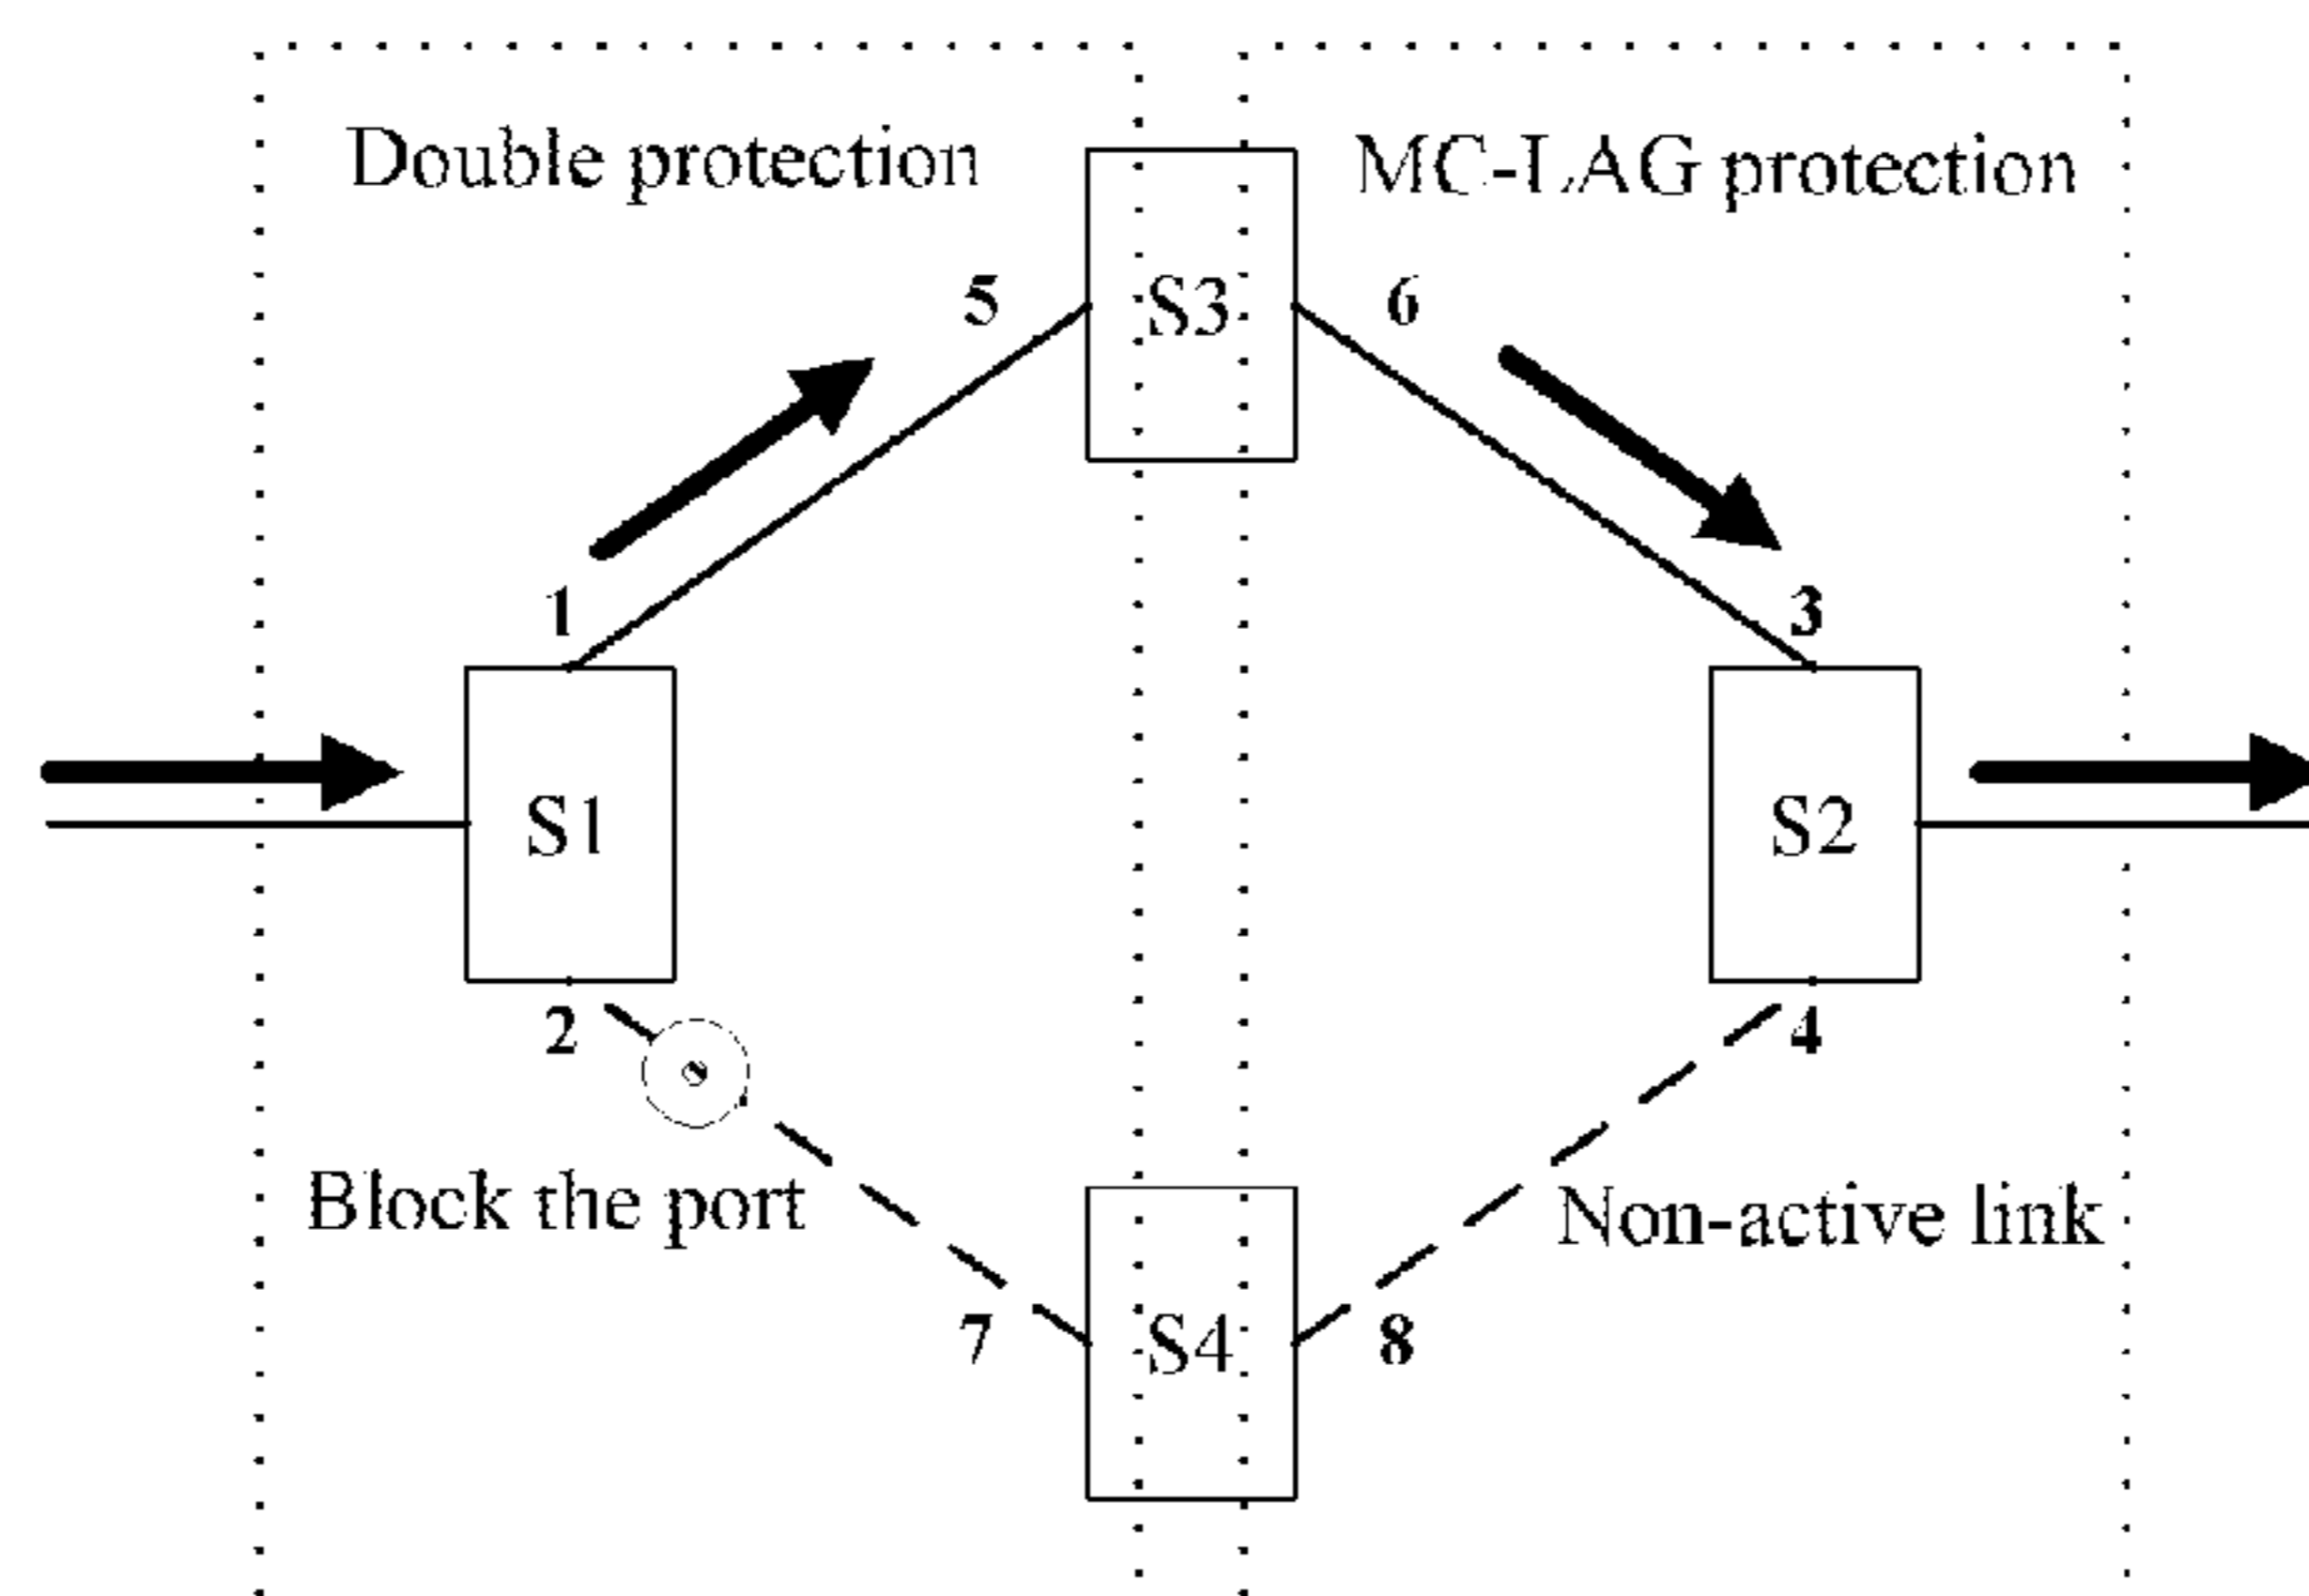 Double protection
MC-LAG protection
5
S3
6
1
3
S1
S2
2
4
Block the port
Non-active link
7
S4
8